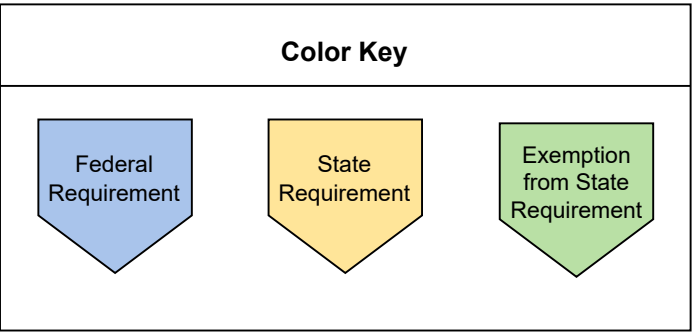 Color Key
Federal
Requirement
State
Requirement
Exemption
from State
Requirement